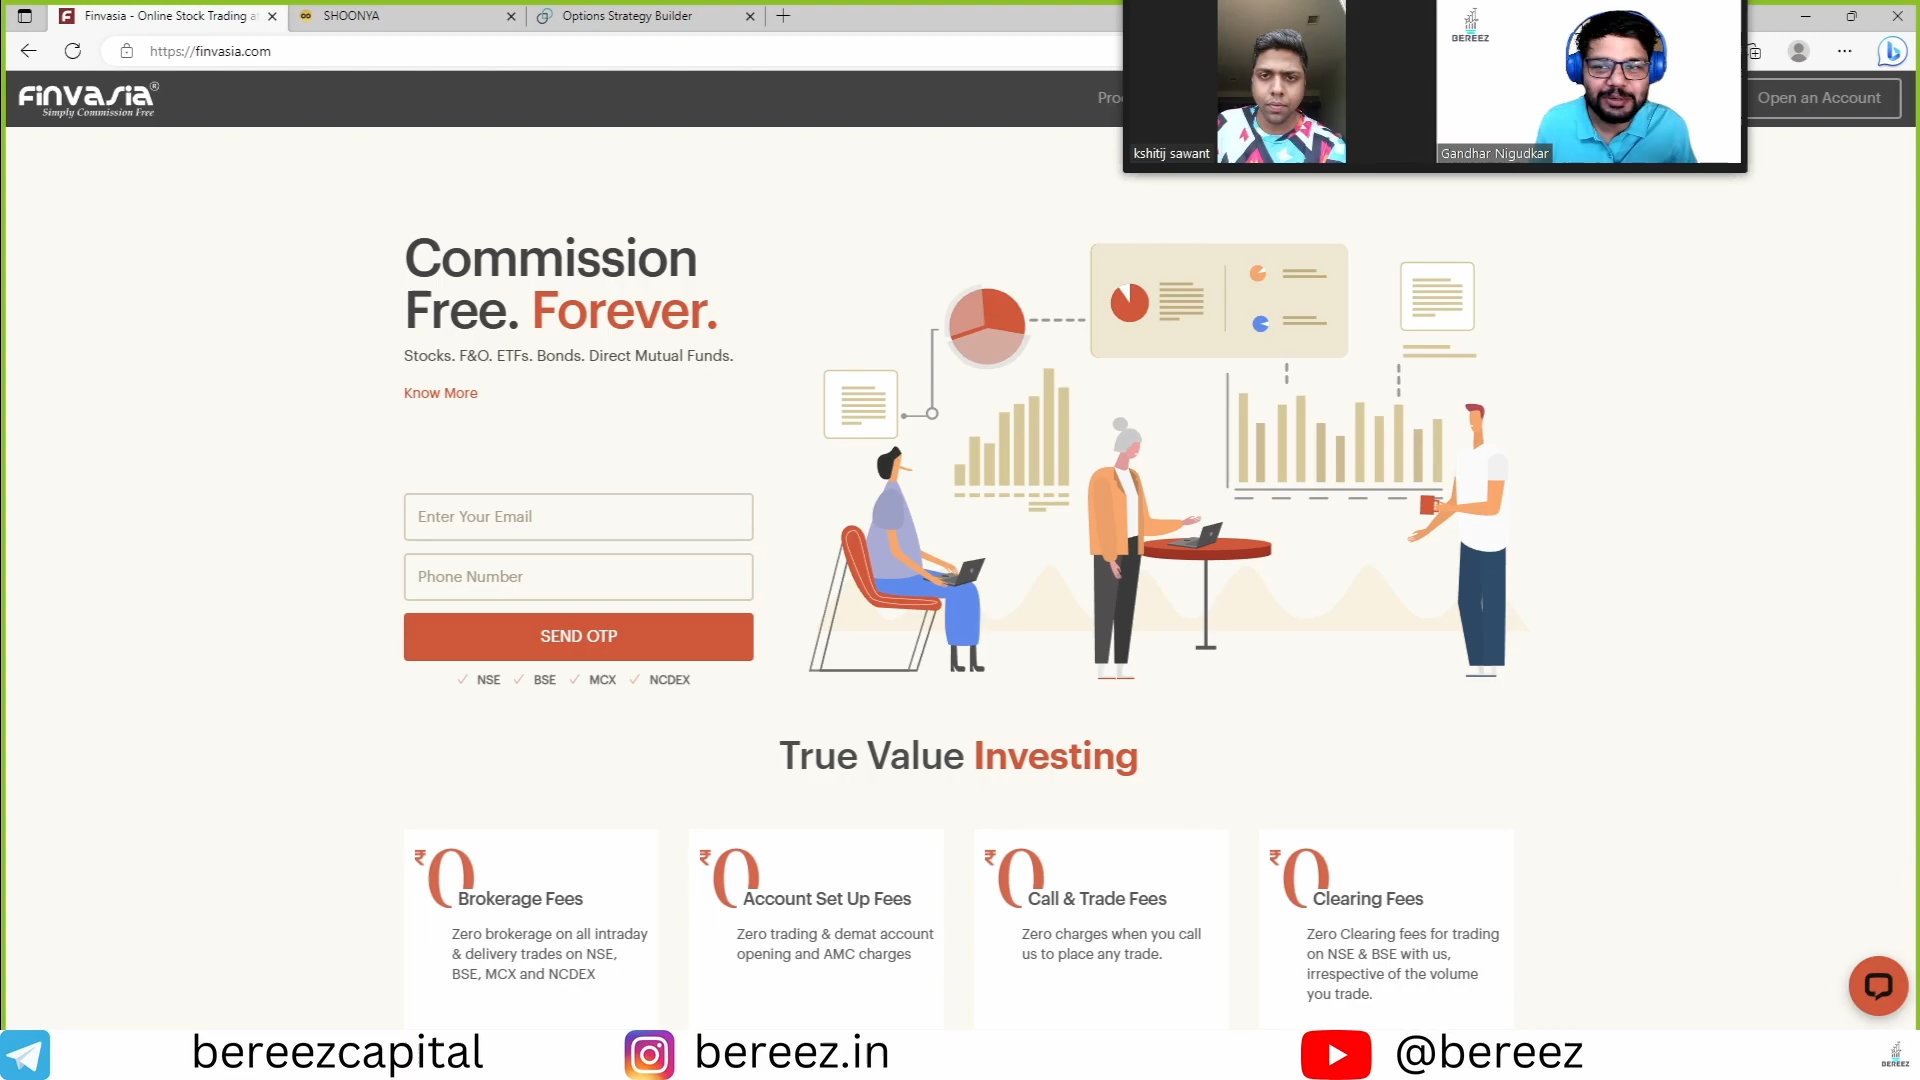 Finvasia - Online Stock Trading at
SHOONYA
Options Strategy Builder
https://finvasia.com
Finvasia®
Simply Commission Free
Open an Account
kshitij sawant
BEREEZ
Gandhar Nigudkar
Commission
Free. Forever.
Stocks. F&O. ETFs. Bonds. Direct Mutual Funds.
Know More
Enter Your Email
Phone Number
SEND OTP
✓ NSE ✓ BSE ✓ MCX ✓ NCDEX
True Value Investing
₹0 Brokerage Fees
Zero brokerage on all intraday
& delivery trades on NSE,
BSE, MCX and NCDEX
₹0 Account Set Up Fees
Zero trading & demat account
opening and AMC charges
₹0 Call & Trade Fees
Zero charges when you call
us to place any trade.
₹0 Clearing Fees
Zero Clearing fees for trading
on NSE & BSE with us,
irrespective of the volume
you trade.
bereezcapital
bereez.in
@bereez
BEREEZ